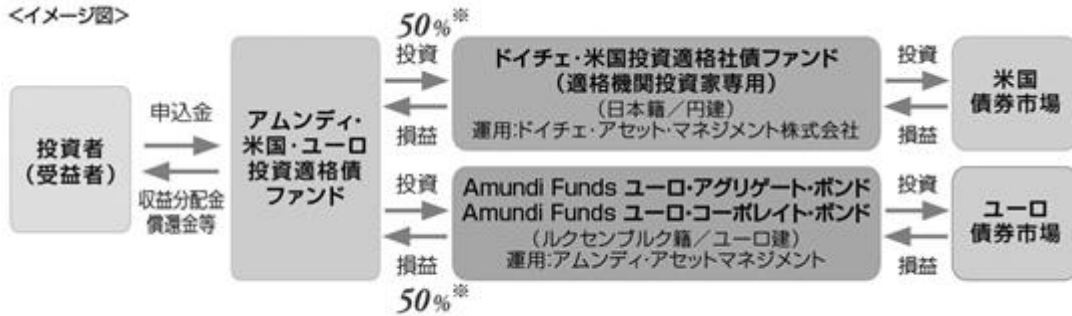 <イメージ図>
投資者
(受益者)
申込金
収益分配金
償還金等
アムンディ・
米国・ユーロ
投資適格債
ファンド
50%※
投資
損益
ドイチェ・米国投資適格社債ファンド
(適格機関投資家専用)
(日本籍/円建)
運用:ドイチェ・アセット・マネジメント株式会社
投資
損益
米国
債券市場
投資
損益
50%※
Amundi Funds ユーロ・アグリゲート・ボンド
Amundi Funds ユーロ・コーポレイト・ボンド
(ルクセンブルク籍/ユーロ建)
運用:アムンディ・アセットマネジメント
投資
損益
ユーロ
債券市場